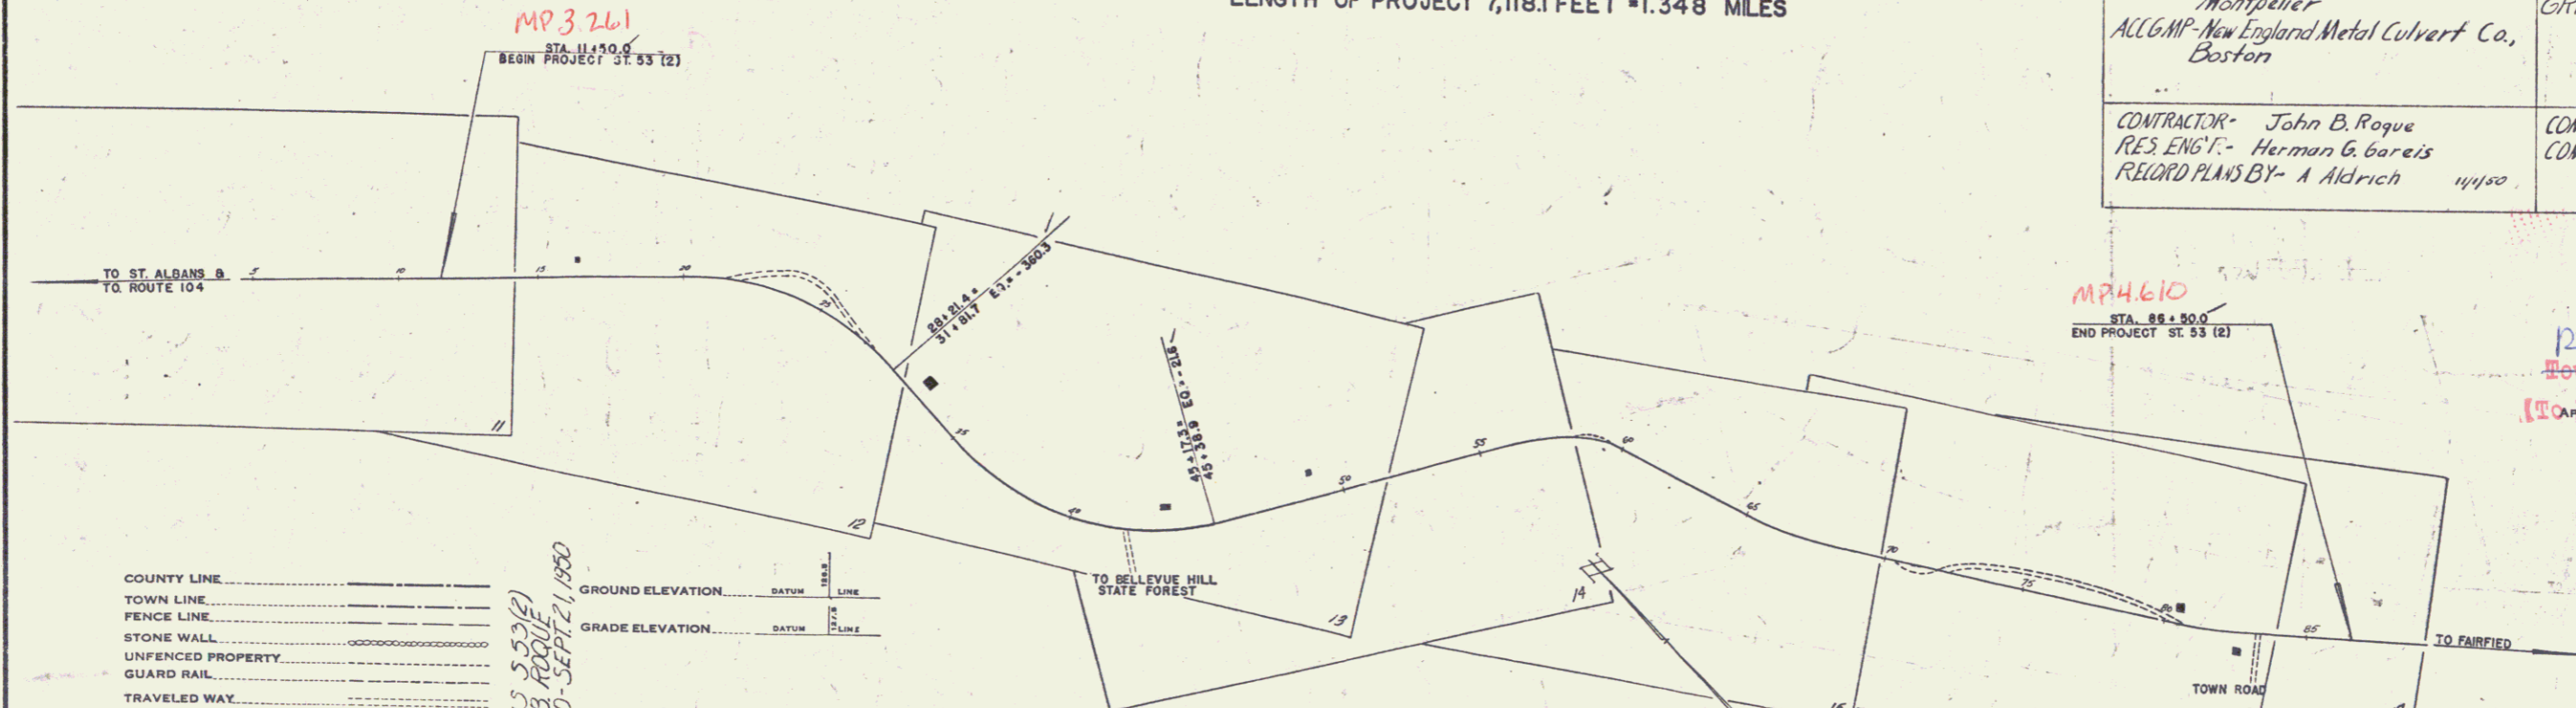 LENGTH OF PROJECT 7,118.1 FEET = 1.348 MILES
MP 3.261
STA. 11+50.0
BEGIN PROJECT ST. 53 (2)
Montpelier
ACCGMP-New England Metal Culvert Co.,
Boston
CONTRACTOR- John B. Roque
RES. ENG'R.- Herman G. Gareis
RECORD PLANS BY- A Aldrich 11/1/50
TO ST. ALBANS &
TO. ROUTE 104
5
10
15
20
25
28+21.4 =
31+81.7 EQ.= - 360.3
35
40
45+17.3 =
45+38.9 EQ.= - 21.6
50
55
60
65
70
75
80
85
MP 4.610
STA. 86+50.0
END PROJECT ST. 53 (2)
TO FAIRFIED
TOWN ROAD
TO BELLEVUE HILL
STATE FOREST
11
12
13
14
COUNTY LINE
TOWN LINE
FENCE LINE
STONE WALL
UNFENCED PROPERTY
GUARD RAIL
TRAVELED WAY
S 53(2)
B. ROQUE
- SEPT. 21, 1950
GROUND ELEVATION DATUM LINE
GRADE ELEVATION DATUM LINE